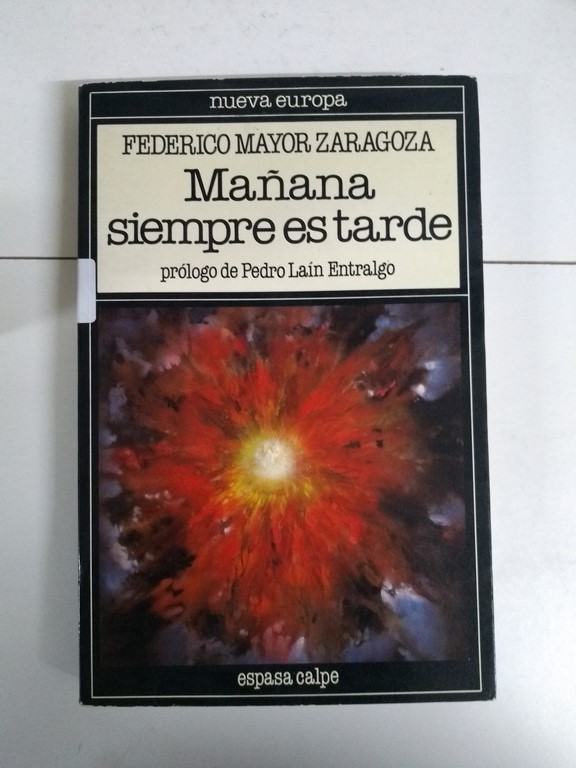 nueva europa
FEDERICO MAYOR ZARAGOZA
Mañana
siempre es tarde
prólogo de Pedro Laín Entralgo
espasa calpe